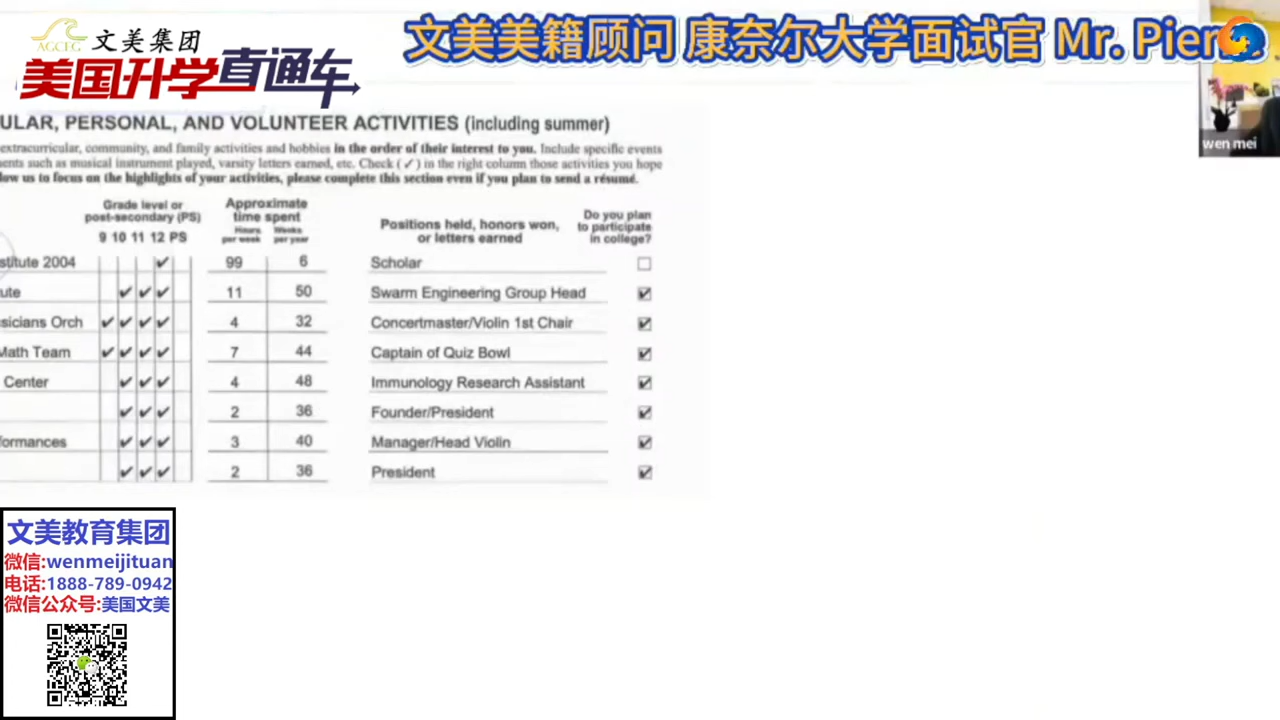 AGCEG 文美集团
美国升学直通车
文美美籍顾问 康奈尔大学面试官 Mr. Pier
wen mei
ULAR, PERSONAL, AND VOLUNTEER ACTIVITIES (including summer)
extracurricular, community, and family activities and hobbies in the order of their interest to you. Include specific events
ents such as musical instrument played, varsity letters earned, etc. Check (✓) in the right column those activities you hope
low us to focus on the highlights of your activities, please complete this section even if you plan to send a résumé.
Grade level or post-secondary (PS)
9 10 11 12 PS
Approximate time spent
Hours per week
Weeks per year
Positions held, honors won, or letters earned
Do you plan to participate in college?
stitute 2004 ✓ 99 6 Scholar ☐
ute ✓ ✓ ✓ 11 50 Swarm Engineering Group Head ☑
sicians Orch ✓ ✓ ✓ ✓ 4 32 Concertmaster/Violin 1st Chair ☑
Math Team ✓ ✓ ✓ ✓ 7 44 Captain of Quiz Bowl ☑
Center ✓ ✓ ✓ 4 48 Immunology Research Assistant ☑
✓ ✓ ✓ 2 36 Founder/President ☑
formances ✓ ✓ ✓ 3 40 Manager/Head Violin ☑
✓ ✓ ✓ 2 36 President ☑
文美教育集团
微信:wenmeijituan
电话:1888-789-0942
微信公众号:美国文美